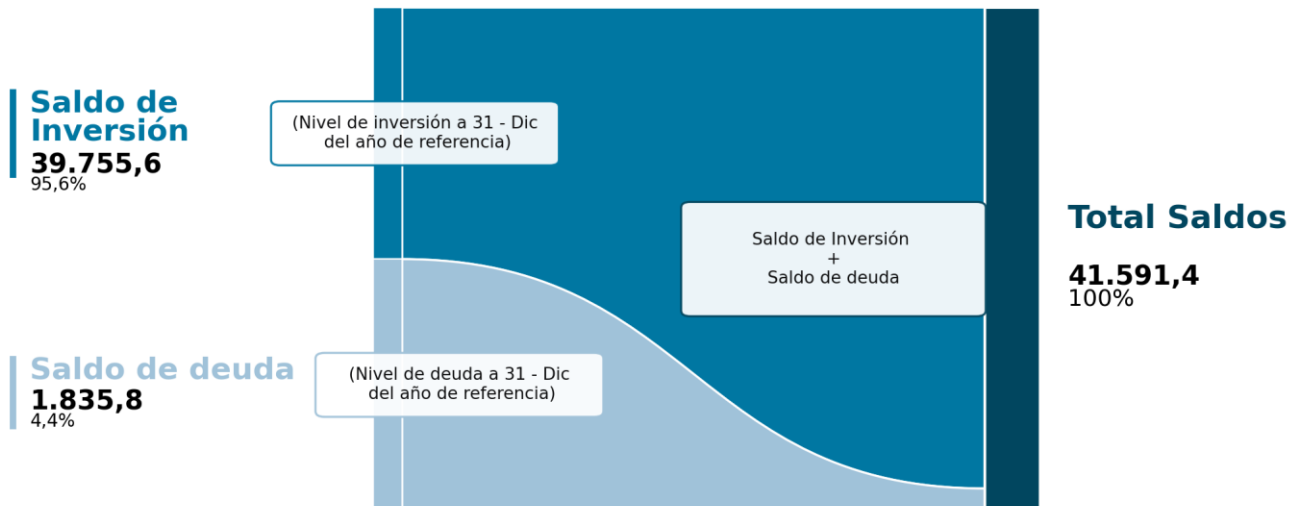 Saldo de
Inversión
39.755,6
95,6%
(Nivel de inversión a 31 - Dic
del año de referencia)
Saldo de Inversión
+
Saldo de deuda
Total Saldos
41.591,4
100%
Saldo de deuda
1.835,8
4,4%
(Nivel de deuda a 31 - Dic
del año de referencia)